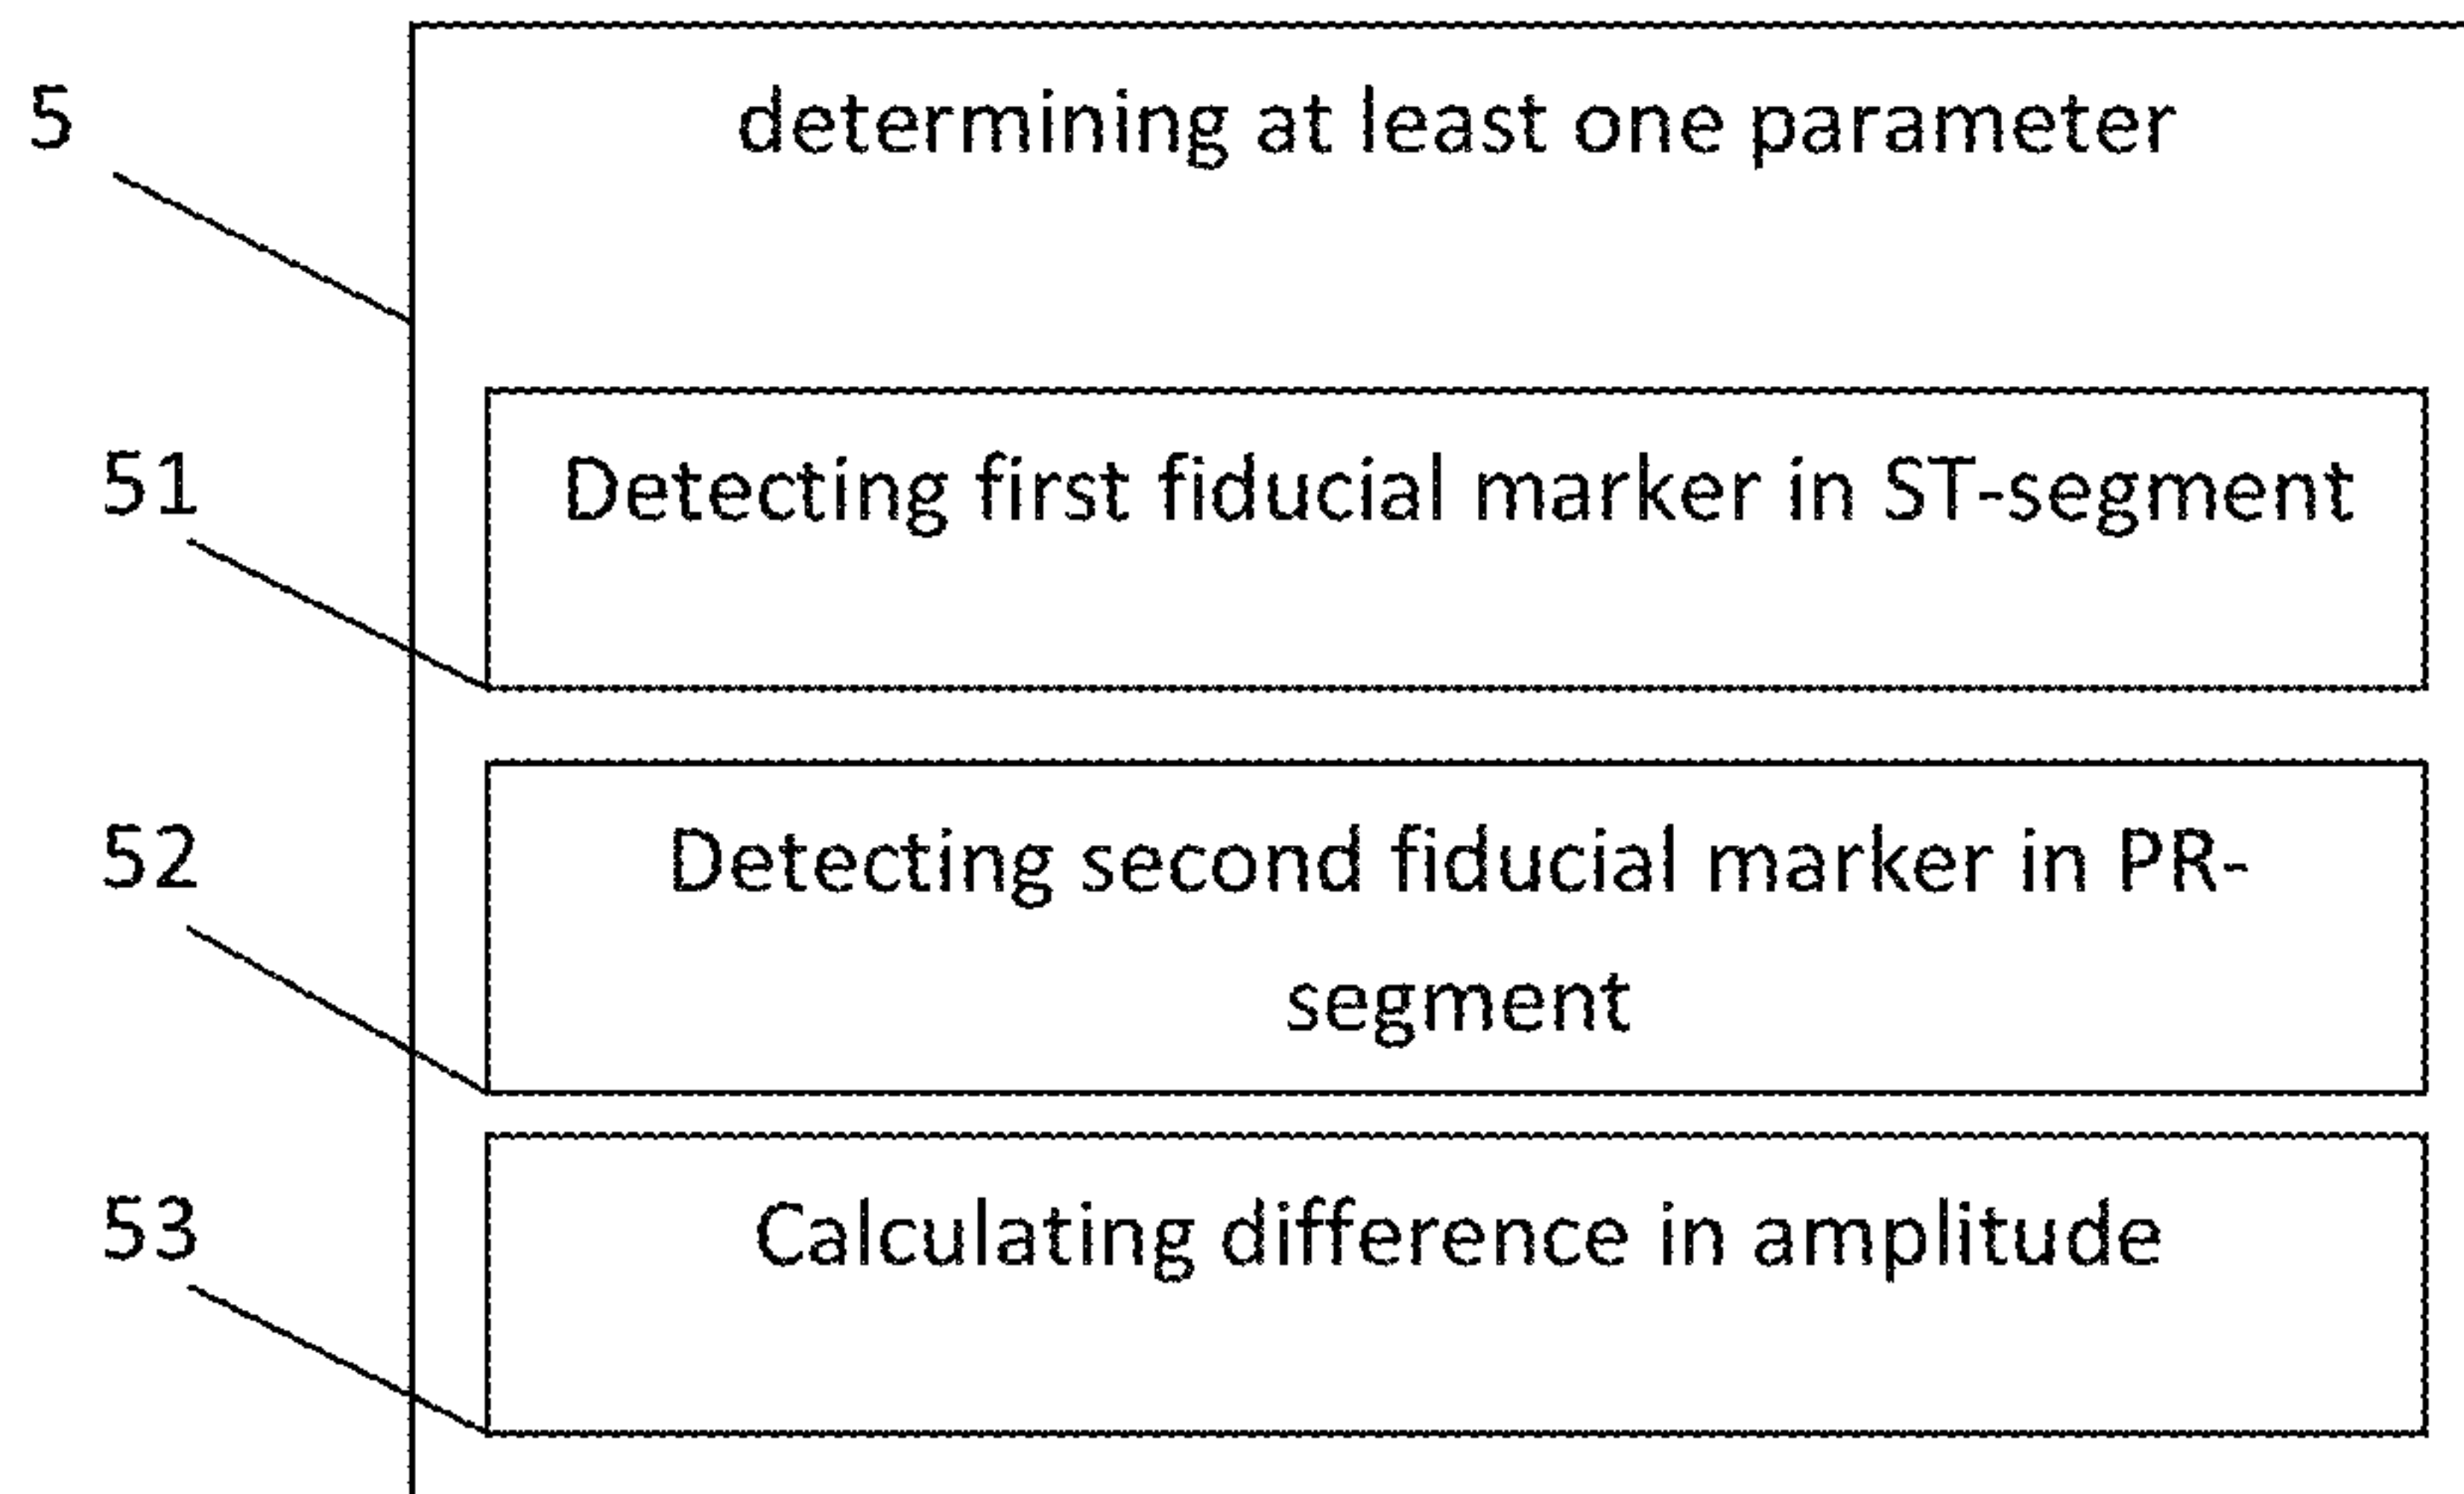 5
determining at least one parameter
51
Detecting first fiducial marker in ST-segment
52
Detecting second fiducial marker in PR-
segment
53
Calculating difference in amplitude